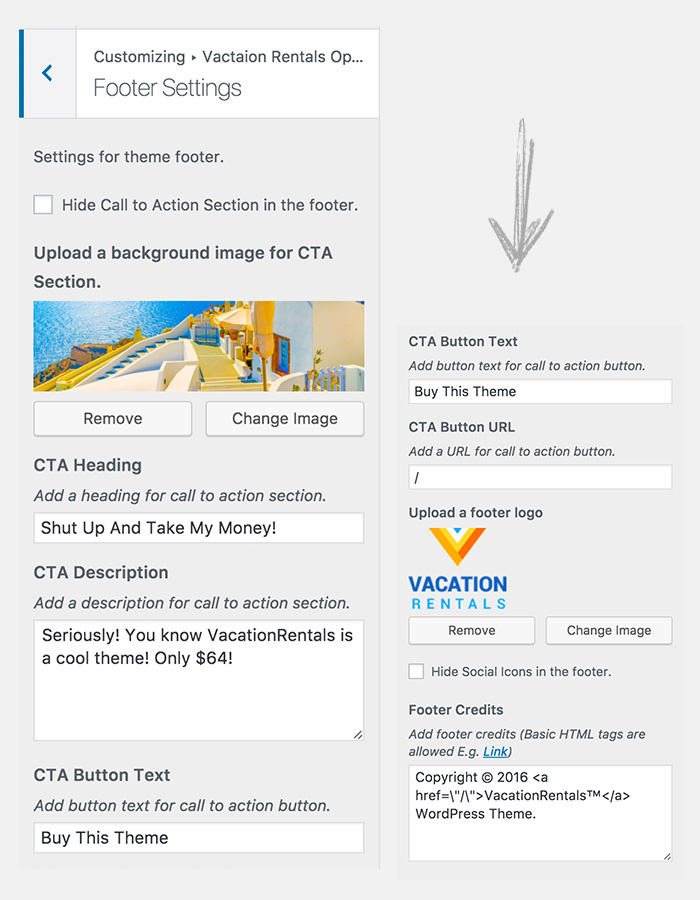 Customizing ▸ Vactaion Rentals Op...
Footer Settings
Settings for theme footer.
Hide Call to Action Section in the footer.
Upload a background image for CTA
Section.
Remove
Change Image
CTA Heading
Add a heading for call to action section.
Shut Up And Take My Money!
CTA Description
Add a description for call to action section.
Seriously! You know VacationRentals is
a cool theme! Only $64!
CTA Button Text
Add button text for call to action button.
Buy This Theme
CTA Button Text
Add button text for call to action button.
Buy This Theme
CTA Button URL
Add a URL for call to action button.
/
Upload a footer logo
VACATION
RENTALS
Remove
Change Image
Hide Social Icons in the footer.
Footer Credits
Add footer credits (Basic HTML tags are
allowed E.g. Link)
Copyright © 2016 <a
href=\"/\">VacationRentals™</a>
WordPress Theme.